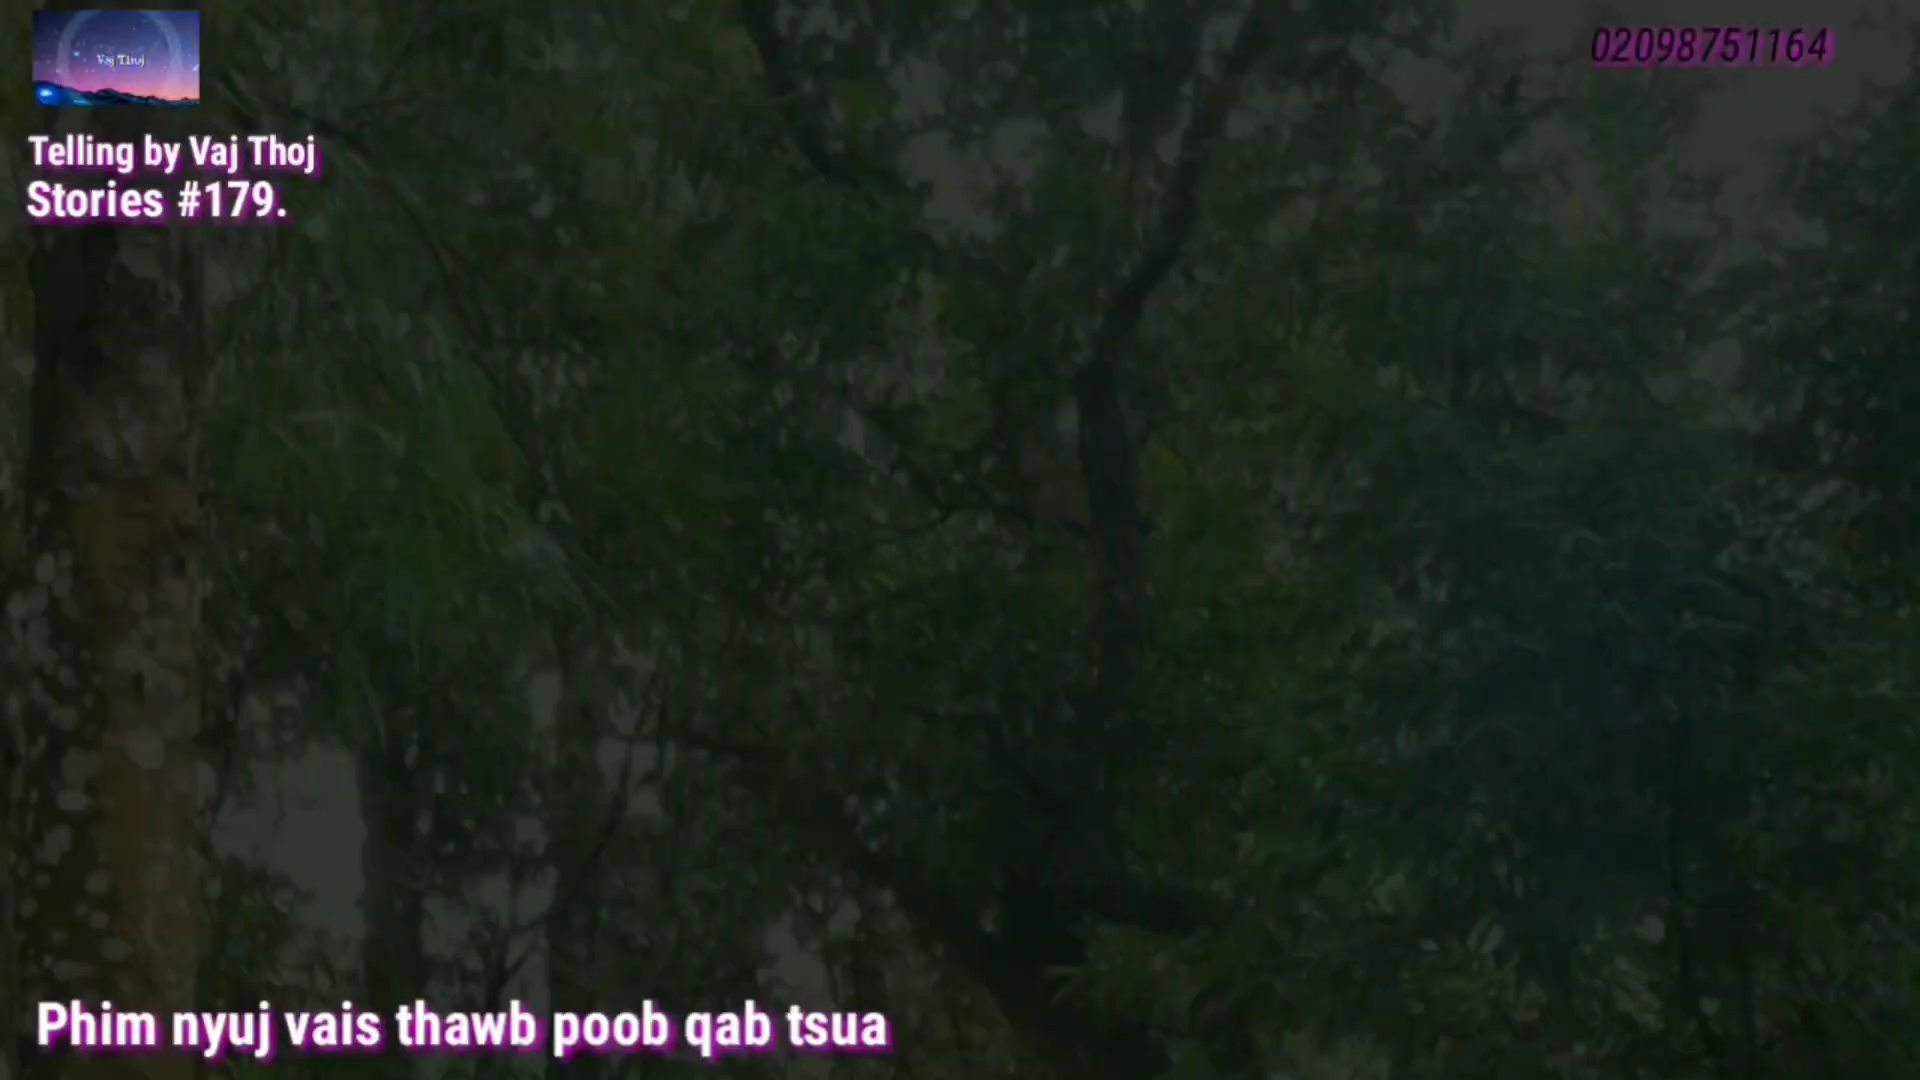 Vaj Thoj
02098751164
Telling by Vaj Thoj
Stories #179.
Phim nyuj vais thawb poob qab tsua